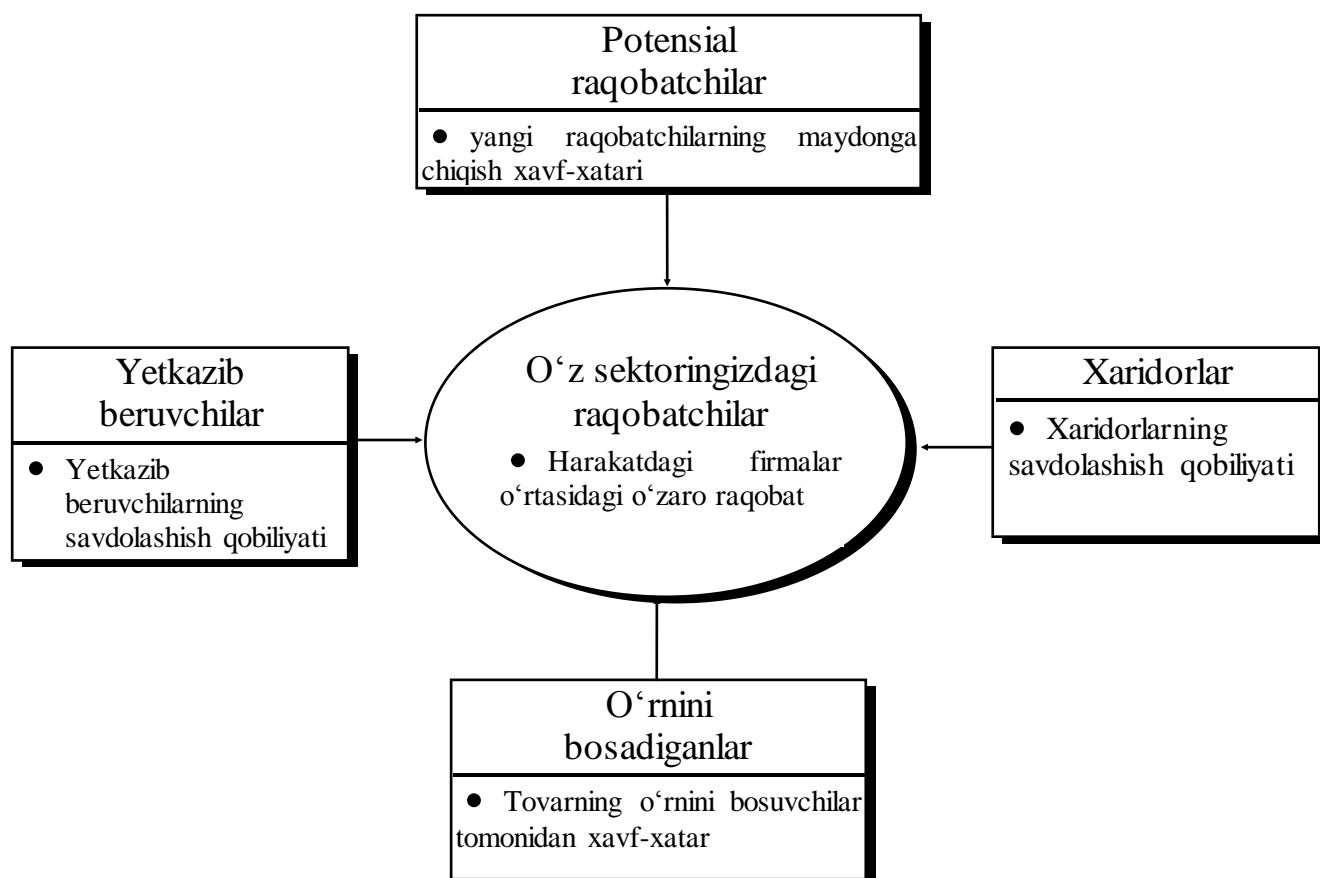 Potensial
raqobatchilar
● yangi raqobatchilarning maydonga
chiqish xavf-xatari
Yetkazib
beruvchilar
● Yetkazib
beruvchilarning
savdolashish qobiliyati
O‘z sektoringizdagi
raqobatchilar
● Harakatdagi firmalar
o‘rtasidagi o‘zaro raqobat
Xaridorlar
● Xaridorlarning
savdolashish qobiliyati
O‘rnini
bosadiganlar
● Tovarning o‘rnini bosuvchilar
tomonidan xavf-xatar